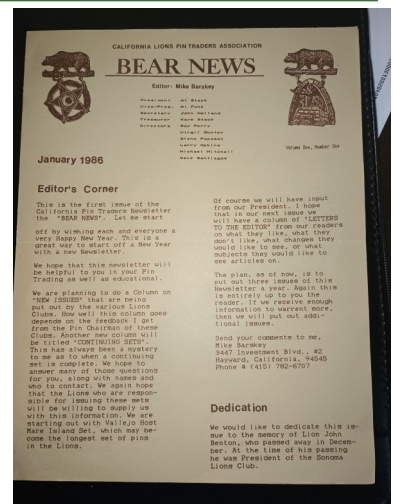 CALIFORNIA LIONS PIN TRADERS ASSOCIATION
BEAR NEWS
Editor: Mike Barskey
President
Vice-Pres.
Secretary John Holland
Treasurer
Directors Ray Perry
Virgil Hunter
Glenn
Larry Opkins
Michael Mitchell
Dave Battlagno
Volume One, Number One
January 1986
Editor's Corner
This is the first issue of the
California Pin Traders Newsletter
the "BEAR NEWS". Let me start
off by wishing each and everyone a
very Happy New Year. This is a
great way to start off a New Year
with a new Newsletter.
We hope that this newsletter will
be helpful to you in your Pin
Trading as well as educational.
We are planning to do a Column on
"NEW ISSUES" that are being
put out by the various Lions
Clubs. How well this column goes
depends on the feedback I get
from the Pin Chairman of these
Clubs. Another new column will
be titled "CONTINUING SETS".
This has always been a mystery
to me as to when a continuing
set is complete. We hope to
answer many of those questions
for you, along with names and
who to contact. We again hope
that the Lions who are respon-
sible for issuing these sets
will be willing to supply us
with this information. We are
starting out with Vallejo Host
Mare Island Set, which may be-
come the longest set of pins
in the Lions.
Of course we will have input
from our President. I hope
that in our next issue we
will have a column of "LETTERS
TO THE EDITOR" from our readers
on what they like, what they
don't like, what changes they
would like to see, or what
subjects they would like to
see articles on.
The plan, as of now, is to
put out three issues of this
Newsletter a year. Again this
is entirely up to you the
reader. If we receive enough
information to warrent more,
then we will put out addi-
tional issues.
Send your comments to me,
Mike Barskey
3447 Investment Blvd., #2
Hayward, California, 94545
Phone # (415) 782-6707
Dedication
We would like to dedicate this is-
sue to the memory of Lion John
Benton, who passed away in Decem-
ber. At the time of his passing
he was President of the Sonoma
Lions Club.